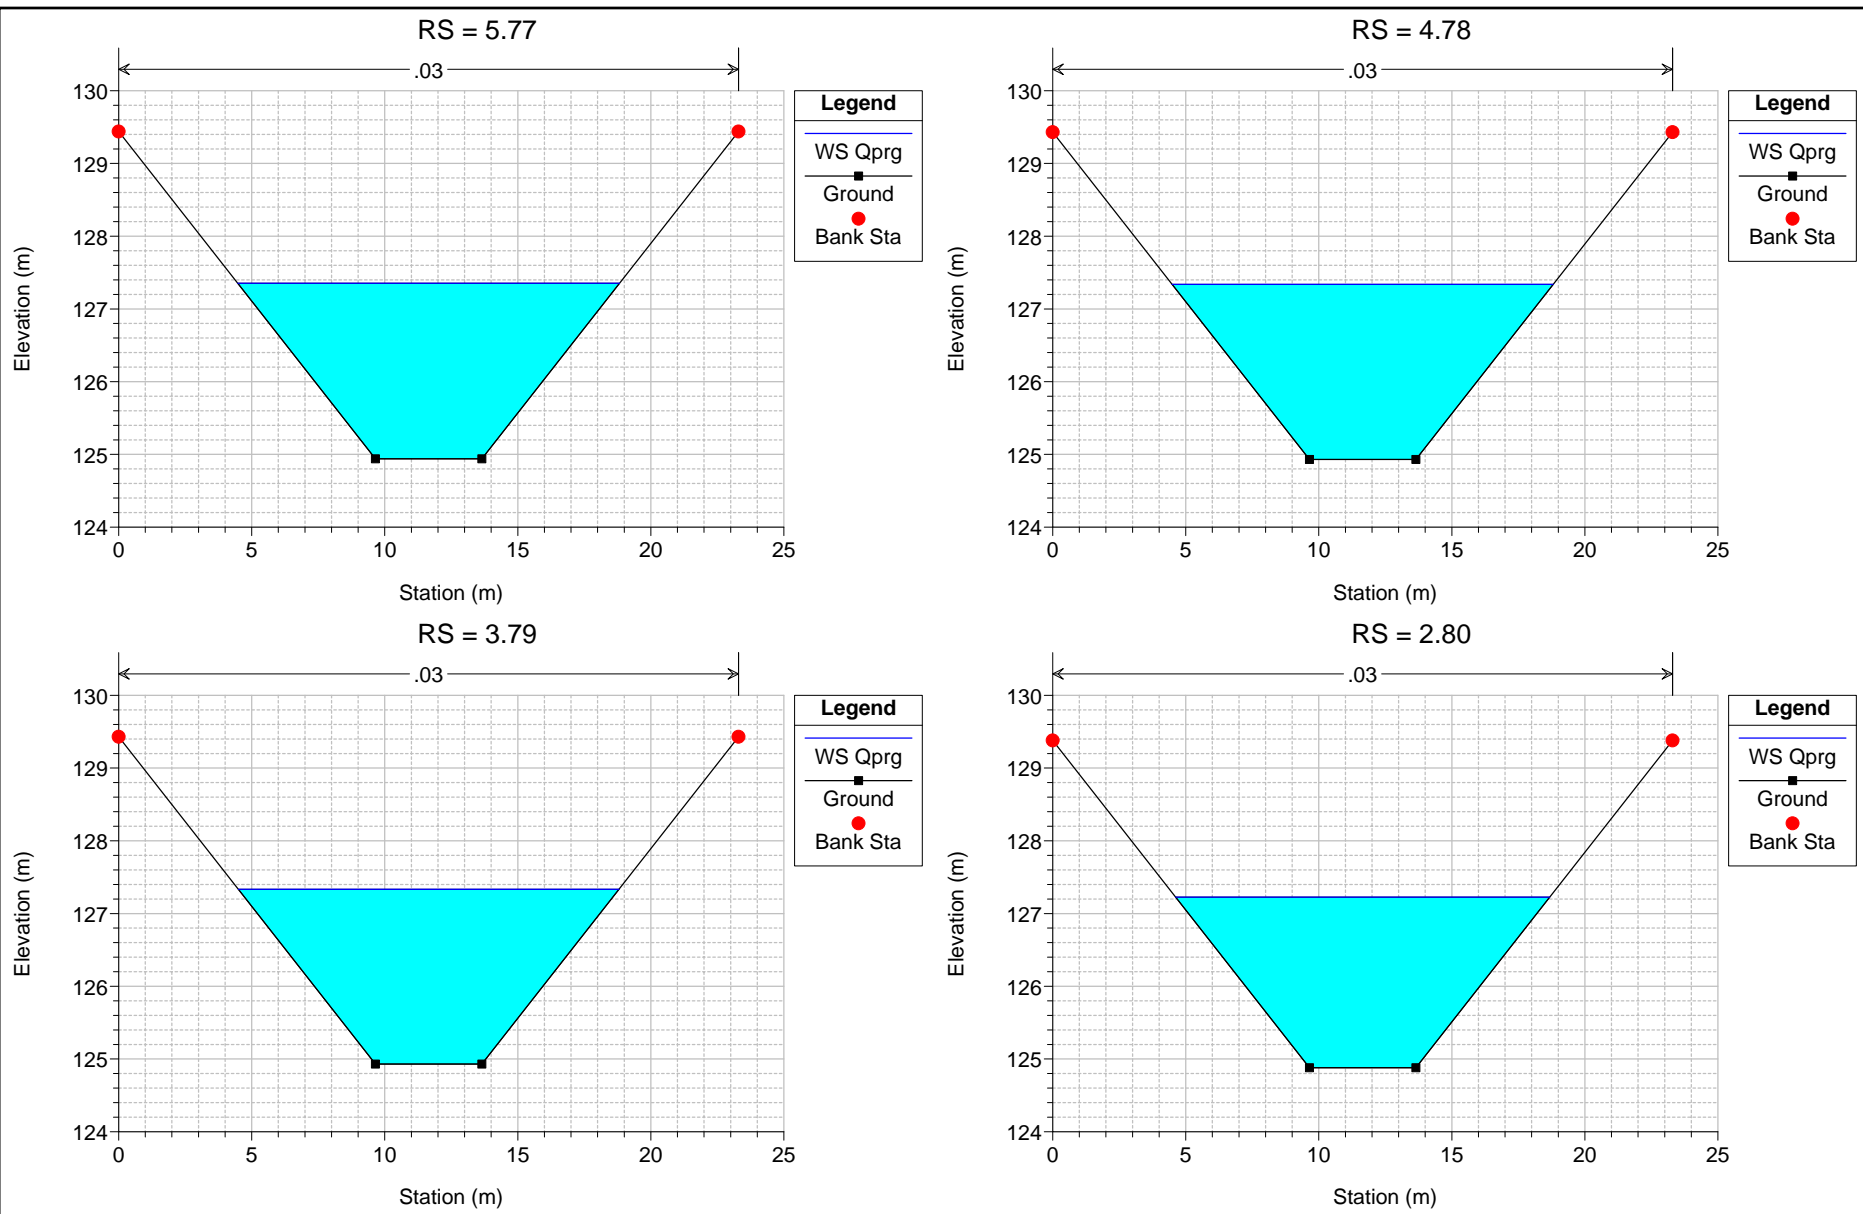 RS = 5.77
.03
130
129
128
127
126
125
124
0 5 10 15 20 25
Elevation (m)
Station (m)
Legend
WS Qprg
Ground
Bank Sta
RS = 4.78
.03
130
129
128
127
126
125
124
0 5 10 15 20 25
Elevation (m)
Station (m)
Legend
WS Qprg
Ground
Bank Sta
RS = 3.79
.03
130
129
128
127
126
125
124
0 5 10 15 20 25
Elevation (m)
Station (m)
Legend
WS Qprg
Ground
Bank Sta
RS = 2.80
.03
130
129
128
127
126
125
124
0 5 10 15 20 25
Elevation (m)
Station (m)
Legend
WS Qprg
Ground
Bank Sta